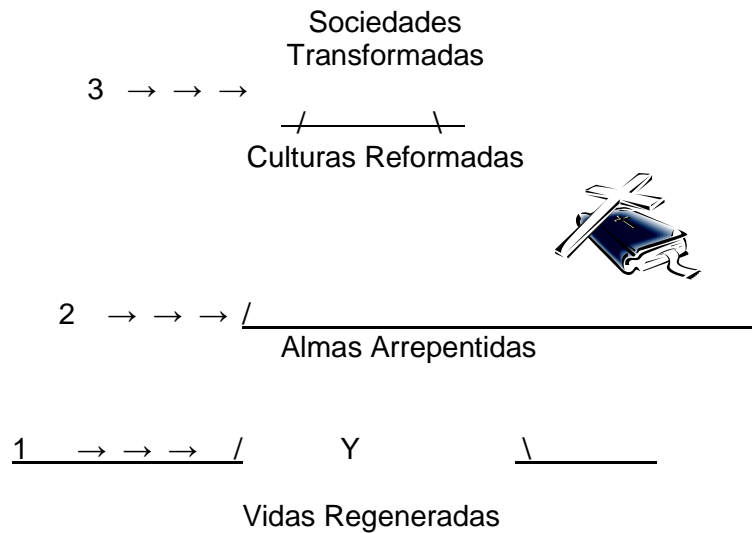 Sociedades
Transformadas
3 → → →
/ \
Culturas Reformadas
2 → → → /
Almas Arrepentidas
1 → → → / Y \
Vidas Regeneradas